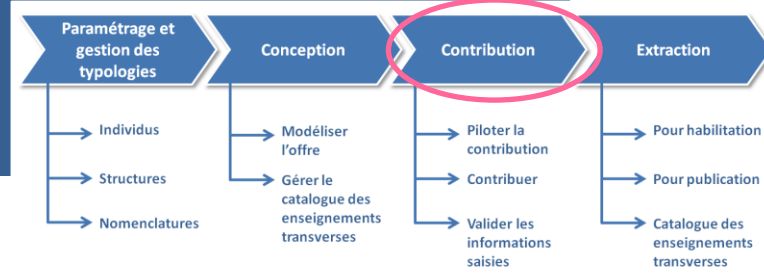 Paramétrage et
gestion des
typologies
Conception
Contribution
Extraction
Individus
Structures
Nomenclatures
Modéliser
l'offre
Gérer le
catalogue des
enseignements
transverses
Piloter la
contribution
Contribuer
Valider les
informations
saisies
Pour habilitation
Pour publication
Catalogue des
enseignements
transverses